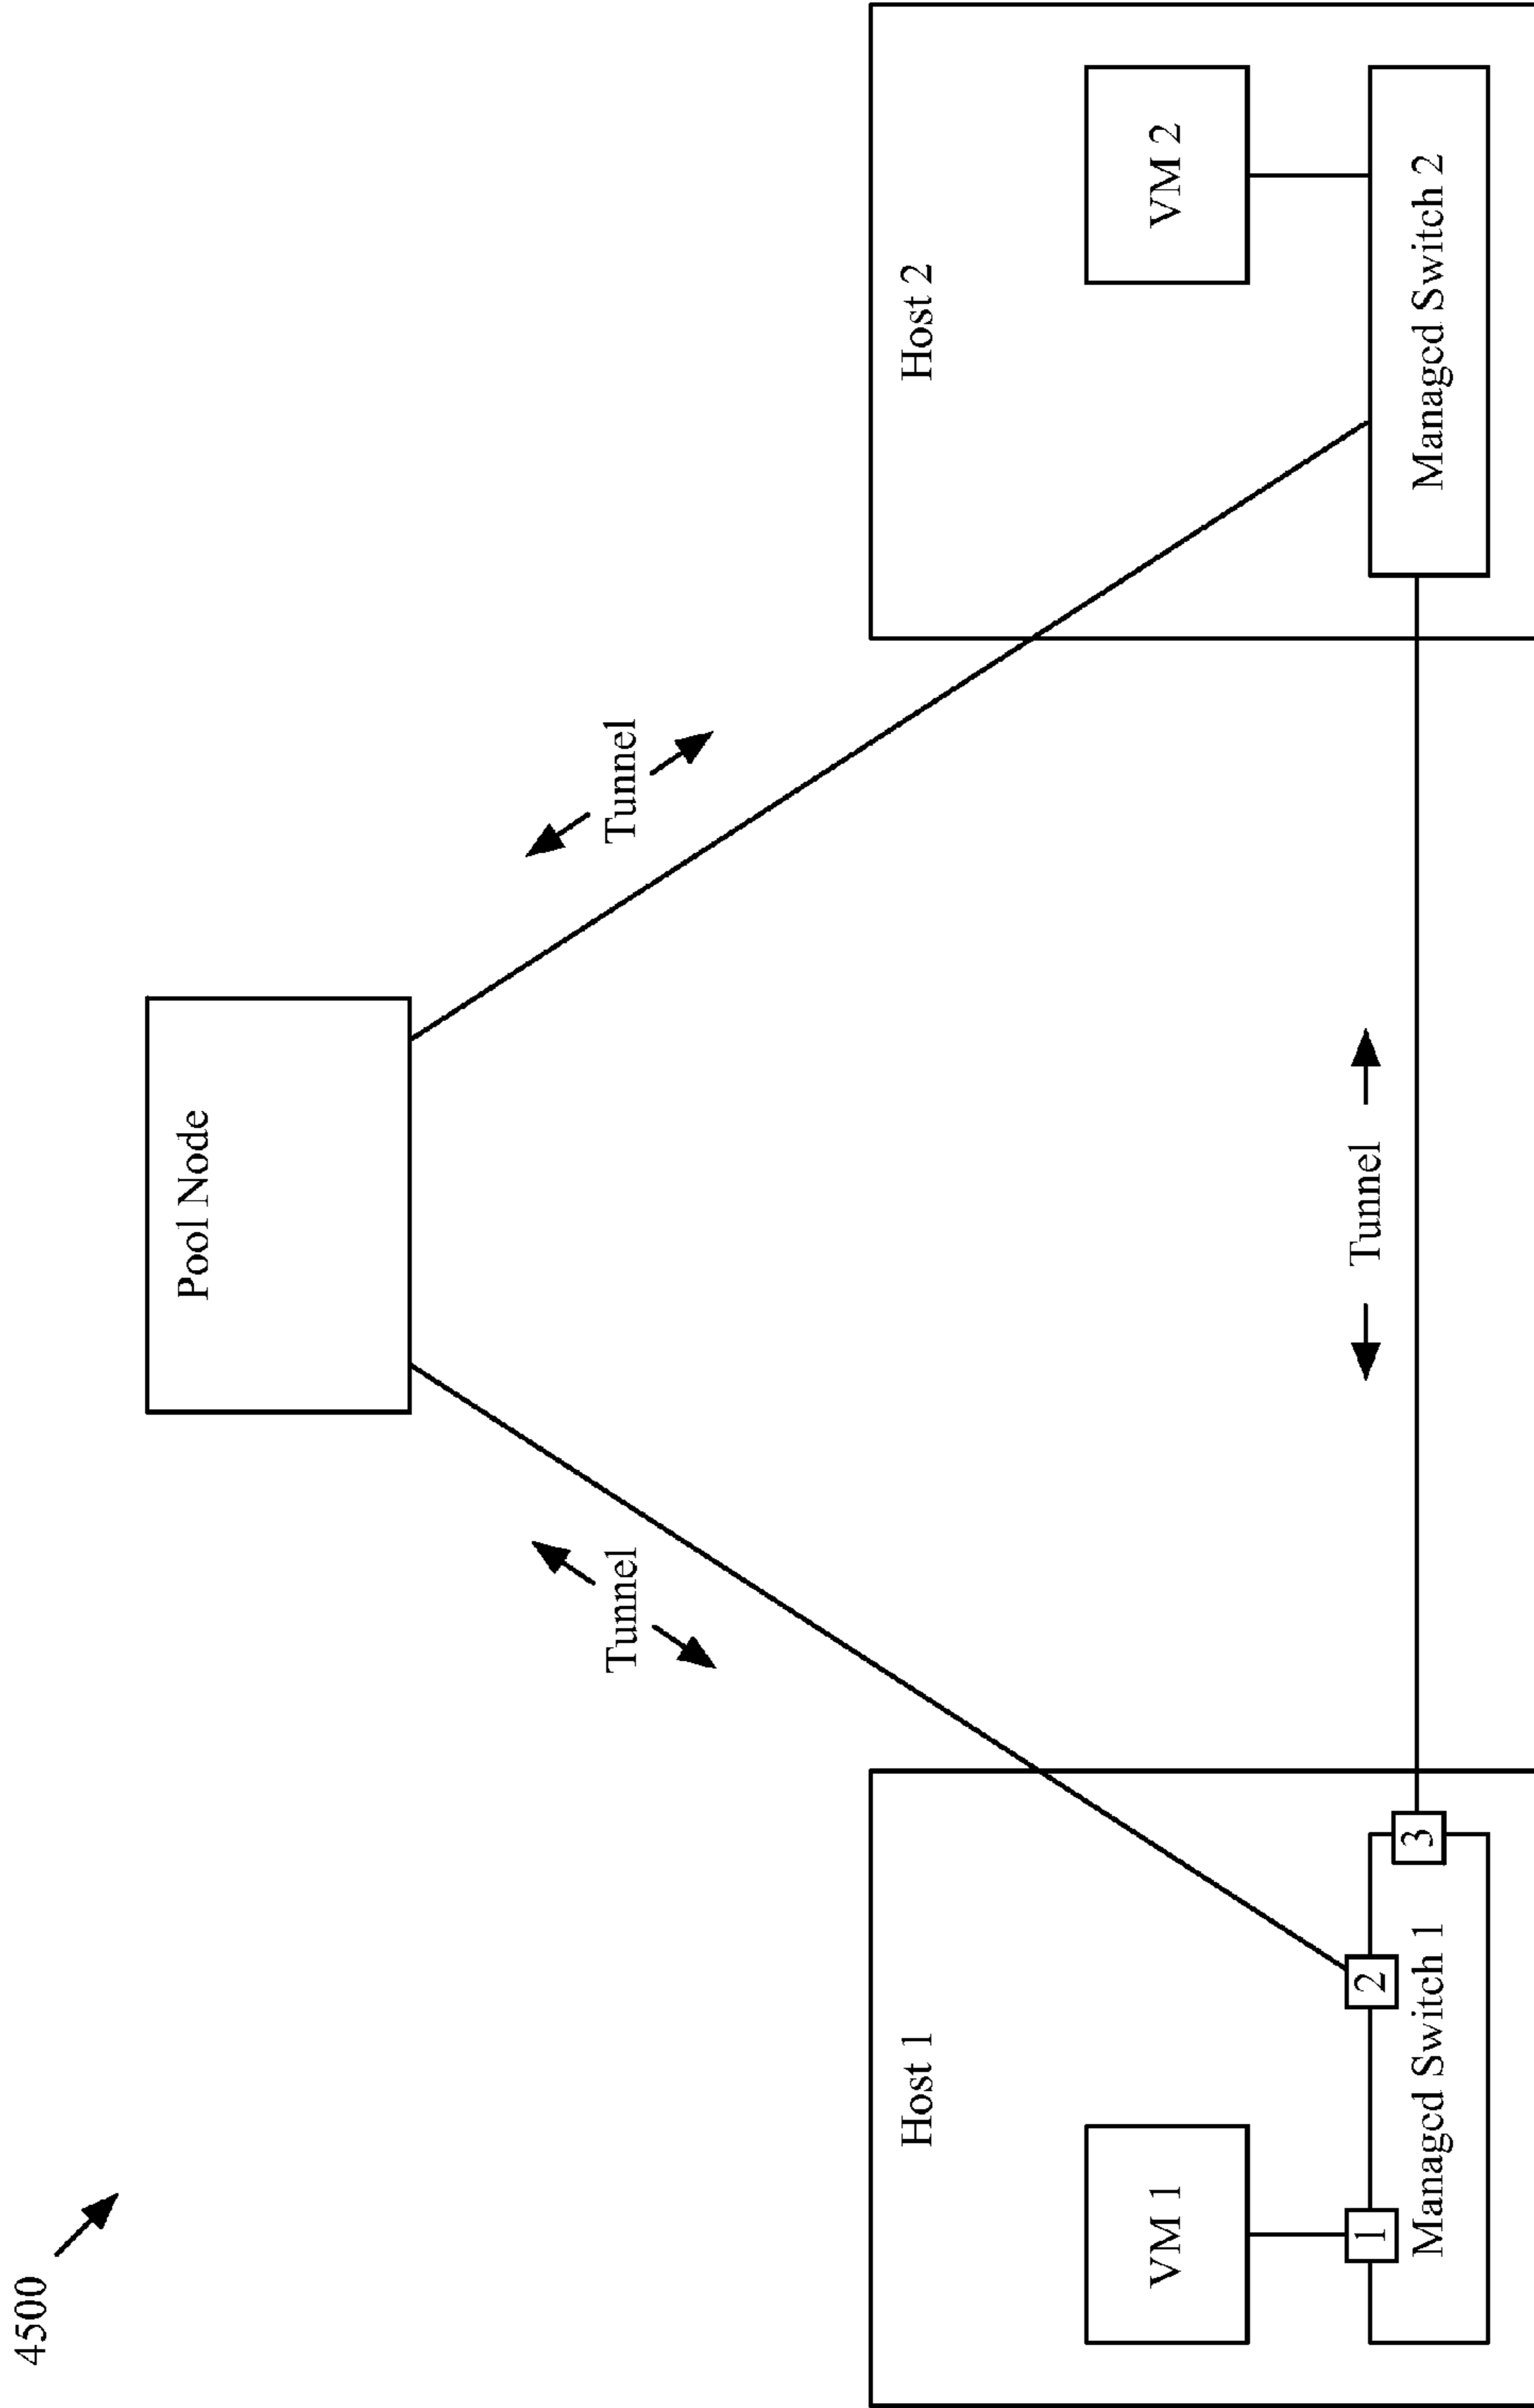 4500
Pool Node
Tunnel
Tunnel
Host 1
Host 2
VM 1
VM 2
Tunnel
1
2
3
Managed Switch 1
Managed Switch 2